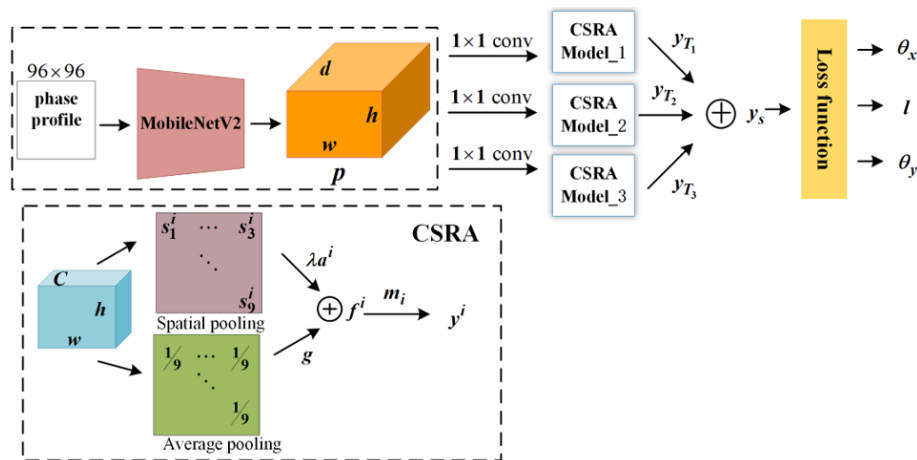 96×96
phase
profile
MobileNetV2
d
h
w
p
1×1 conv
1×1 conv
1×1 conv
CSRA
Model_1
CSRA
Model_2
CSRA
Model_3
y_{T_1}
y_{T_2}
y_{T_3}
⊕
y_s
Loss function
θ_x
l
θ_y
CSRA
C
h
w
s_1^i ⋯ s_3^i
⋱
s_9^i
Spatial pooling
1/9 ⋯ 1/9
⋱
1/9
Average pooling
λa^i
g
⊕
f^i
m_i
y^i